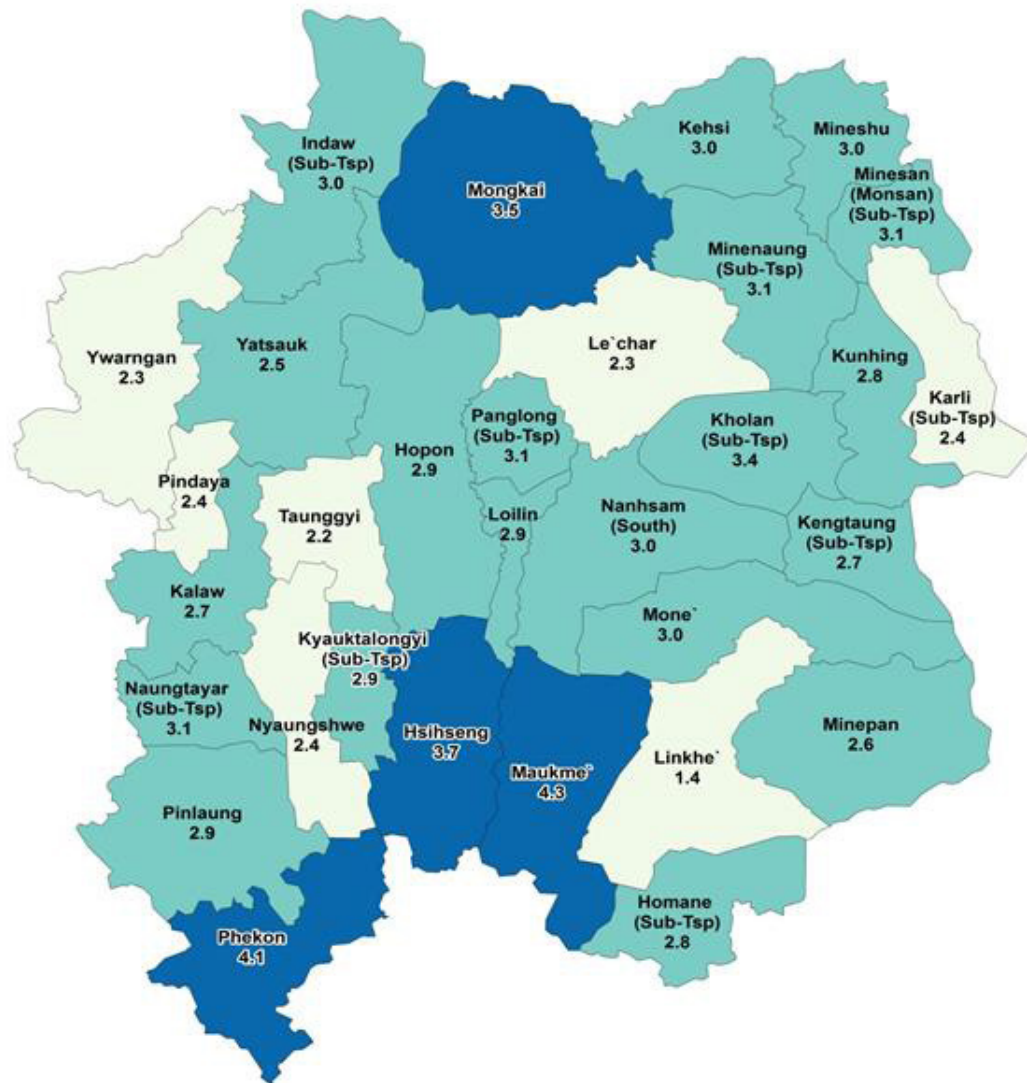 Indaw
(Sub-Tsp)
3.0
Mongkai
3.5
Kehsi
3.0
Mineshu
3.0
Minesan
(Monsan)
(Sub-Tsp)
3.1
Minenaung
(Sub-Tsp)
3.1
Ywarngan
2.3
Yatsauk
2.5
Le`char
2.3
Kunhing
2.8
Karli
(Sub-Tsp)
2.4
Panglong
(Sub-Tsp)
3.1
Kholan
(Sub-Tsp)
3.4
Hopon
2.9
Pindaya
2.4
Taunggyi
2.2
Loilin
2.9
Nanhsam
(South)
3.0
Kengtaung
(Sub-Tsp)
2.7
Kalaw
2.7
Mone`
3.0
Kyauktalongyi
(Sub-Tsp)
2.9
Naungtayar
(Sub-Tsp)
3.1
Nyaungshwe
2.4
Hsihseng
3.7
Maukme`
4.3
Linkhe`
1.4
Minepan
2.6
Pinlaung
2.9
Homane
(Sub-Tsp)
2.8
Phekon
4.1